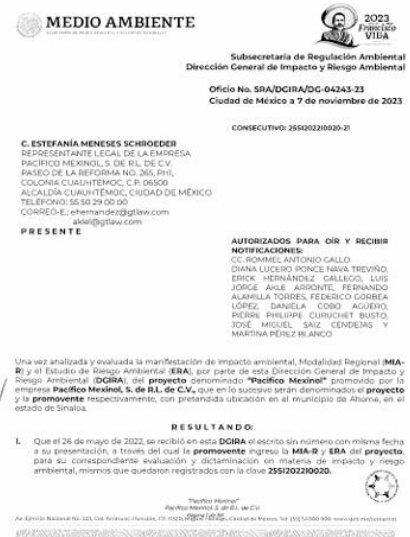 MEDIO AMBIENTE
SECRETARÍA DE MEDIO AMBIENTE Y RECURSOS NATURALES
2023
Francisco
VILLA
Subsecretaría de Regulación Ambiental
Dirección General de Impacto y Riesgo Ambiental
Oficio No. SRA/DGIRA/DG-04243-23
Ciudad de México a 7 de noviembre de 2023
CONSECUTIVO: 25SI2022I0020-21
C. ESTEFANÍA MENESES SCHROEDER
REPRESENTANTE LEGAL DE LA EMPRESA
PACÍFICO MEXINOL, S. DE R.L. DE C.V.
PASEO DE LA REFORMA NO. 265, PH1,
COLONIA CUAUHTÉMOC, C.P. 06500
ALCALDÍA CUAUHTÉMOC, CIUDAD DE MÉXICO
TELÉFONO: 55 50 29 00 00
CORREO-E.: ehernandez@gtlaw.com
aklel@gtlaw.com
PRESENTE
AUTORIZADOS PARA OÍR Y RECIBIR
NOTIFICACIONES:
CC. ROMMEL ANTONIO GALLO
DIANA LUCERO PONCE NAVA TREVIÑO,
ERICK HERNÁNDEZ GALLEGO, LUIS
JORGE AKLE ARRONTE, FERNANDO
ALAMILLA TORRES, FEDERICO GORBEA
LÓPEZ, DANIELA COBO AGÜERO,
PIERRE PHILIPPE CURUCHET BUSTO,
JOSÉ MIGUEL SAIZ CENDEJAS Y
MARTINA PÉREZ BLANCO
Una vez analizada y evaluada la manifestación de impacto ambiental, Modalidad Regional (MIA-
R) y el Estudio de Riesgo Ambiental (ERA), por parte de esta Dirección General de Impacto y
Riesgo Ambiental (DGIRA), del proyecto denominado "Pacifico Mexinol" promovido por la
empresa Pacífico Mexinol, S. de R.L. de C.V., que en lo sucesivo serán denominados el proyecto
y la promovente respectivamente, con pretendida ubicación en el municipio de Ahome, en el
estado de Sinaloa.
RESULTANDO:
1. Que el 26 de mayo de 2022, se recibió en esta DGIRA el escrito sin número con misma fecha
a su presentación, a través cual la promovente ingreso la MIA-R y ERA del proyecto,
para su correspondiente evaluación y dictaminación en materia de impacto y riesgo
ambiental, mismos que quedaron registrados con la clave 25SI2022I0020.
"Pacifico Mexinol"
Pacífico Mexinol, S. de R.L. de C.V.